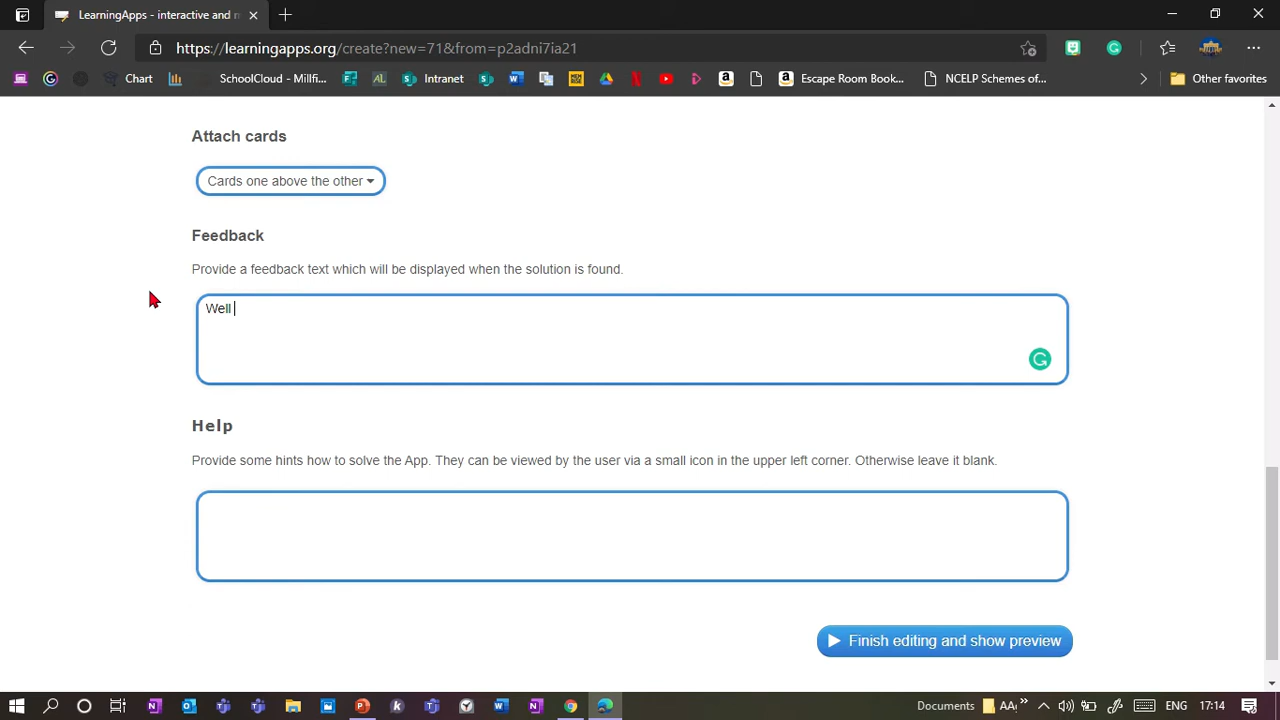 LearningApps - interactive and m
https://learningapps.org/create?new=71&from=p2adni7ia21
Chart
SchoolCloud - Millfi...
AL
Intranet
Escape Room Book...
NCELP Schemes of...
Other favorites
Attach cards
Cards one above the other
Feedback
Provide a feedback text which will be displayed when the solution is found.
Well
Help
Provide some hints how to solve the App. They can be viewed by the user via a small icon in the upper left corner. Otherwise leave it blank.
Finish editing and show preview
Documents
ENG
17:14